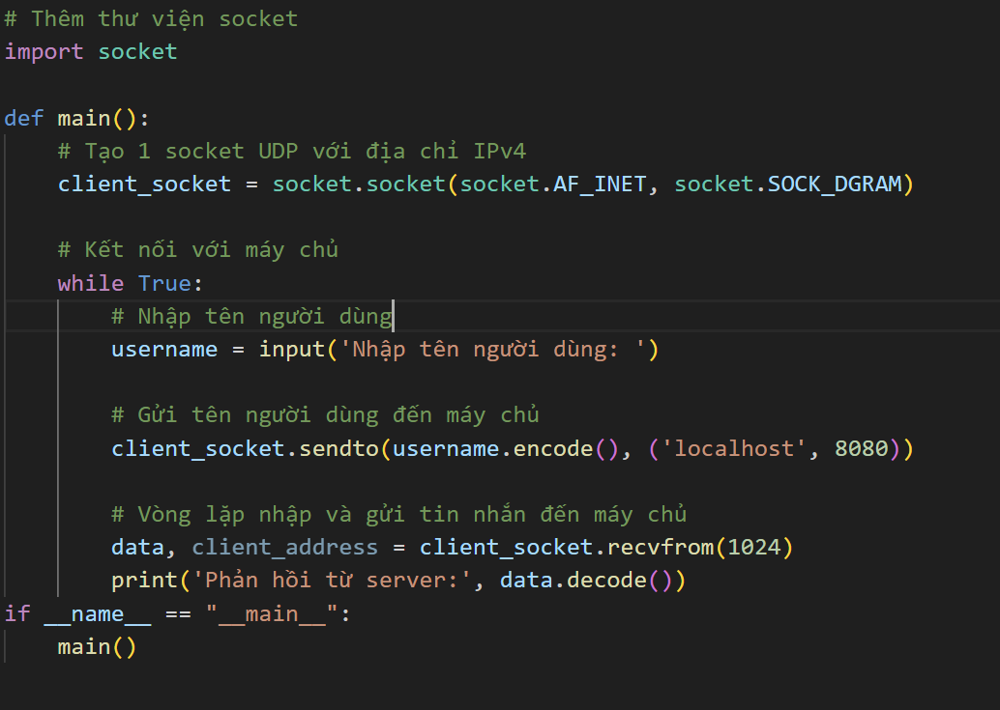 # Thêm thư viện socket
import socket
def main():
# Tạo 1 socket UDP với địa chỉ IPv4
client_socket = socket.socket(socket.AF_INET, socket.SOCK_DGRAM)
# Kết nối với máy chủ
while True:
# Nhập tên người dùng
username = input('Nhập tên người dùng: ')
# Gửi tên người dùng đến máy chủ
client_socket.sendto(username.encode(), ('localhost', 8080))
# Vòng lặp nhập và gửi tin nhắn đến máy chủ
data, client_address = client_socket.recvfrom(1024)
print('Phản hồi từ server:', data.decode())
if __name__ == "__main__":
main()